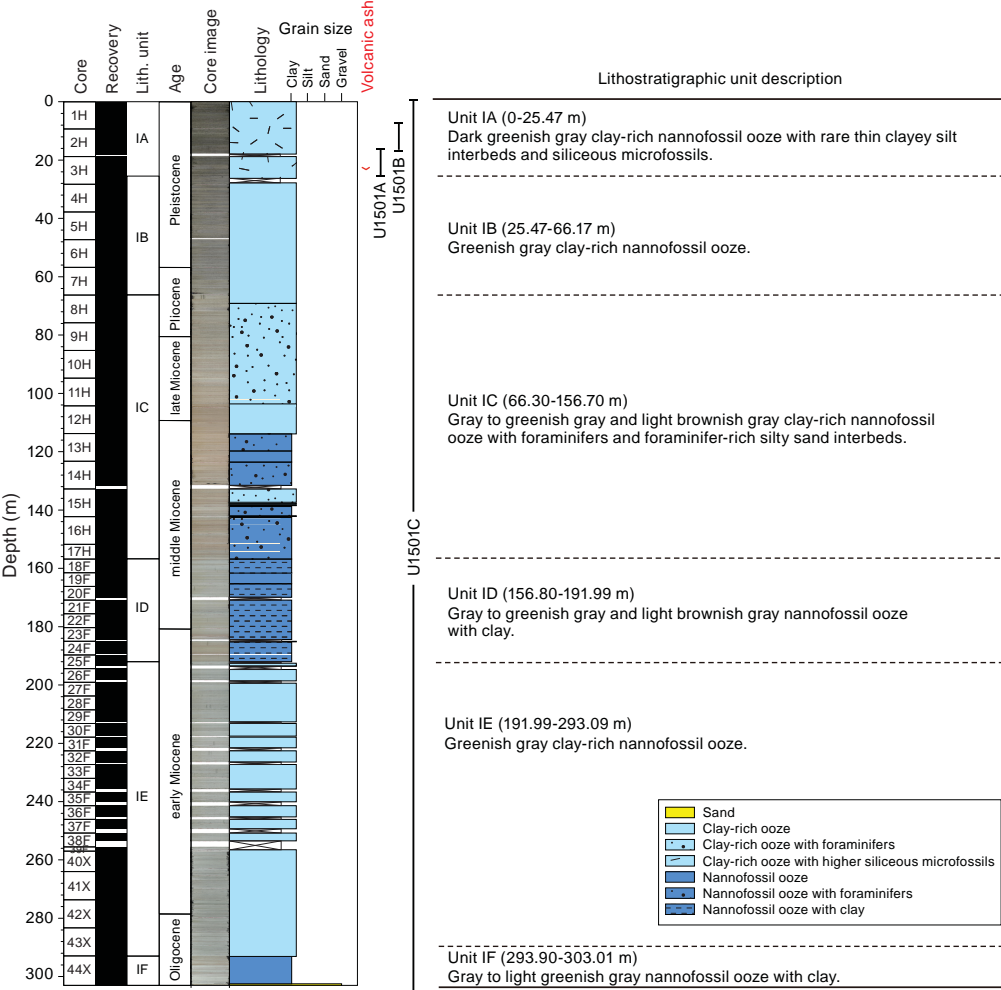 Grain size
Core
Recovery
Lith. unit
Age
Core image
Lithology
Clay
Silt
Sand
Gravel
Volcanic ash
Lithostratigraphic unit description
Depth (m)
0
20
40
60
80
100
120
140
160
180
200
220
240
260
280
300
1H
2H
3H
4H
5H
6H
7H
8H
9H
10H
11H
12H
13H
14H
15H
16H
17H
18F
19F
20F
21F
22F
23F
24F
25F
26F
27F
28F
29F
30F
31F
32F
33F
34F
35F
36F
37F
38F
39F
40X
41X
42X
43X
44X
IA
IB
IC
ID
IE
IF
Pleistocene
Pliocene
late Miocene
middle Miocene
early Miocene
Oligocene
U1501A
U1501B
U1501C
Unit IA (0-25.47 m)
Dark greenish gray clay-rich nannofossil ooze with rare thin clayey silt
interbeds and siliceous microfossils.
Unit IB (25.47-66.17 m)
Greenish gray clay-rich nannofossil ooze.
Unit IC (66.30-156.70 m)
Gray to greenish gray and light brownish gray clay-rich nannofossil
ooze with foraminifers and foraminifer-rich silty sand interbeds.
Unit ID (156.80-191.99 m)
Gray to greenish gray and light brownish gray nannofossil ooze
with clay.
Unit IE (191.99-293.09 m)
Greenish gray clay-rich nannofossil ooze.
Sand
Clay-rich ooze
Clay-rich ooze with foraminifers
Clay-rich ooze with higher siliceous microfossils
Nannofossil ooze
Nannofossil ooze with foraminifers
Nannofossil ooze with clay
Unit IF (293.90-303.01 m)
Gray to light greenish gray nannofossil ooze with clay.